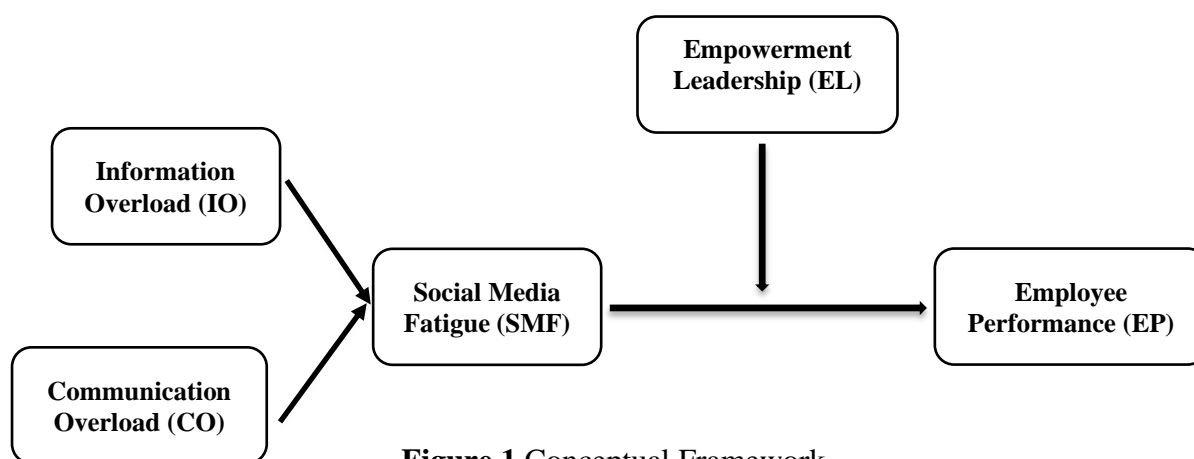 Empowerment
Leadership (EL)
Information
Overload (IO)
Social Media
Fatigue (SMF)
Employee
Performance (EP)
Communication
Overload (CO)
Figure 1 Conceptual Framework